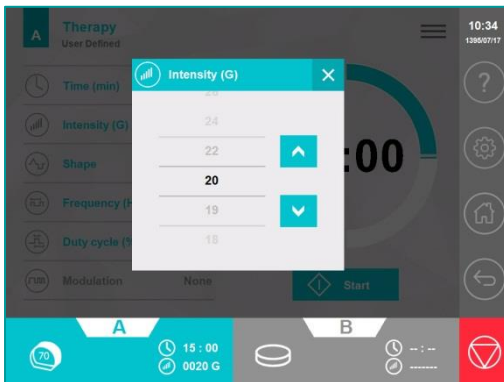 A
Therapy
User Defined
10:34
1395/07/17
Time (min)
Intensity (G)
Shape
Frequency (H
Duty cycle (%
Modulation
None
Intensity (G)
24
22
20
19
18
:00
Start
?
A
70
15 : 00
0020 G
B
-- : --
-------